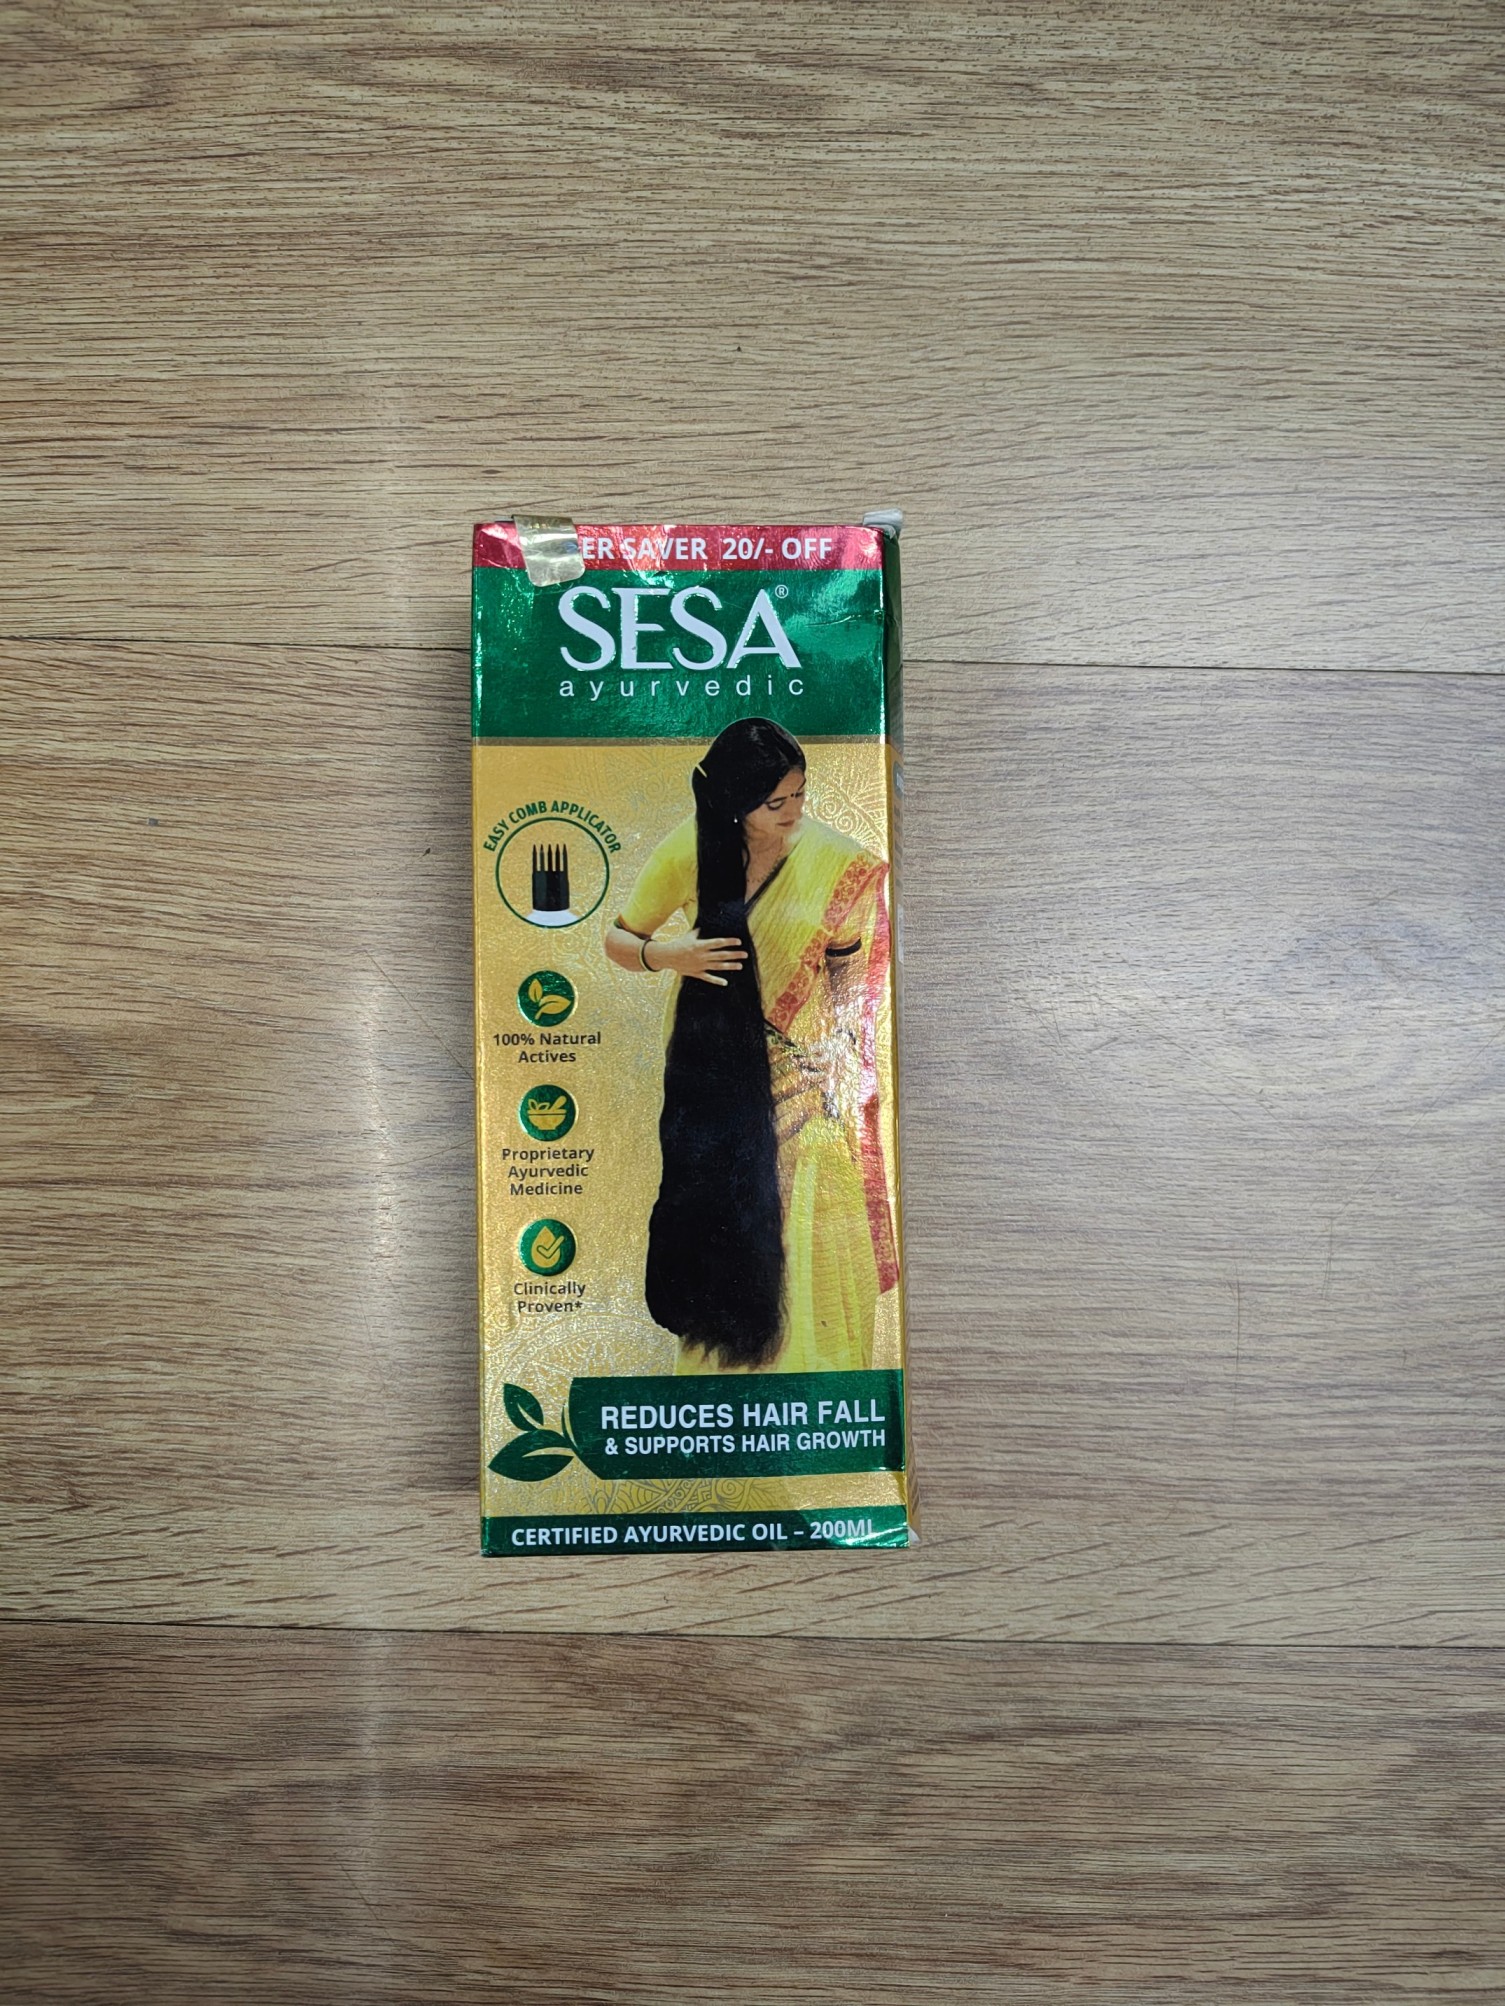 SAVER 20/- OFF
SESA®
ayurvedic
EASY COMB APPLICATOR
100% Natural
Actives
Proprietary
Ayurvedic
Medicine
Clinically
Proven*
REDUCES HAIR FALL
& SUPPORTS HAIR GROWTH
CERTIFIED AYURVEDIC OIL – 200ML